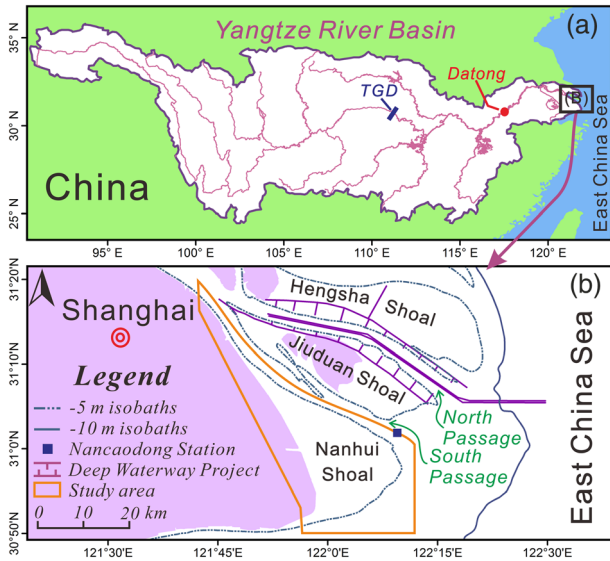 Yangtze River Basin
(a)
35°N
30°N
25°N
TGD
Datong
(B)
East China Sea
China
95° E
100° E
105° E
110° E
115° E
120° E
31°20'N
31°10'N
31°0'N
30°50'N
(b)
Shanghai
Hengsha
Shoal
Jiuduan Shoal
Legend
-5 m isobaths
-10 m isobaths
Nancaodong Station
Deep Waterway Project
Study area
0 10 20 km
Nanhui
Shoal
North
Passage
South
Passage
East China Sea
121°30'E
121°45'E
122°0'E
122°15'E
122°30'E